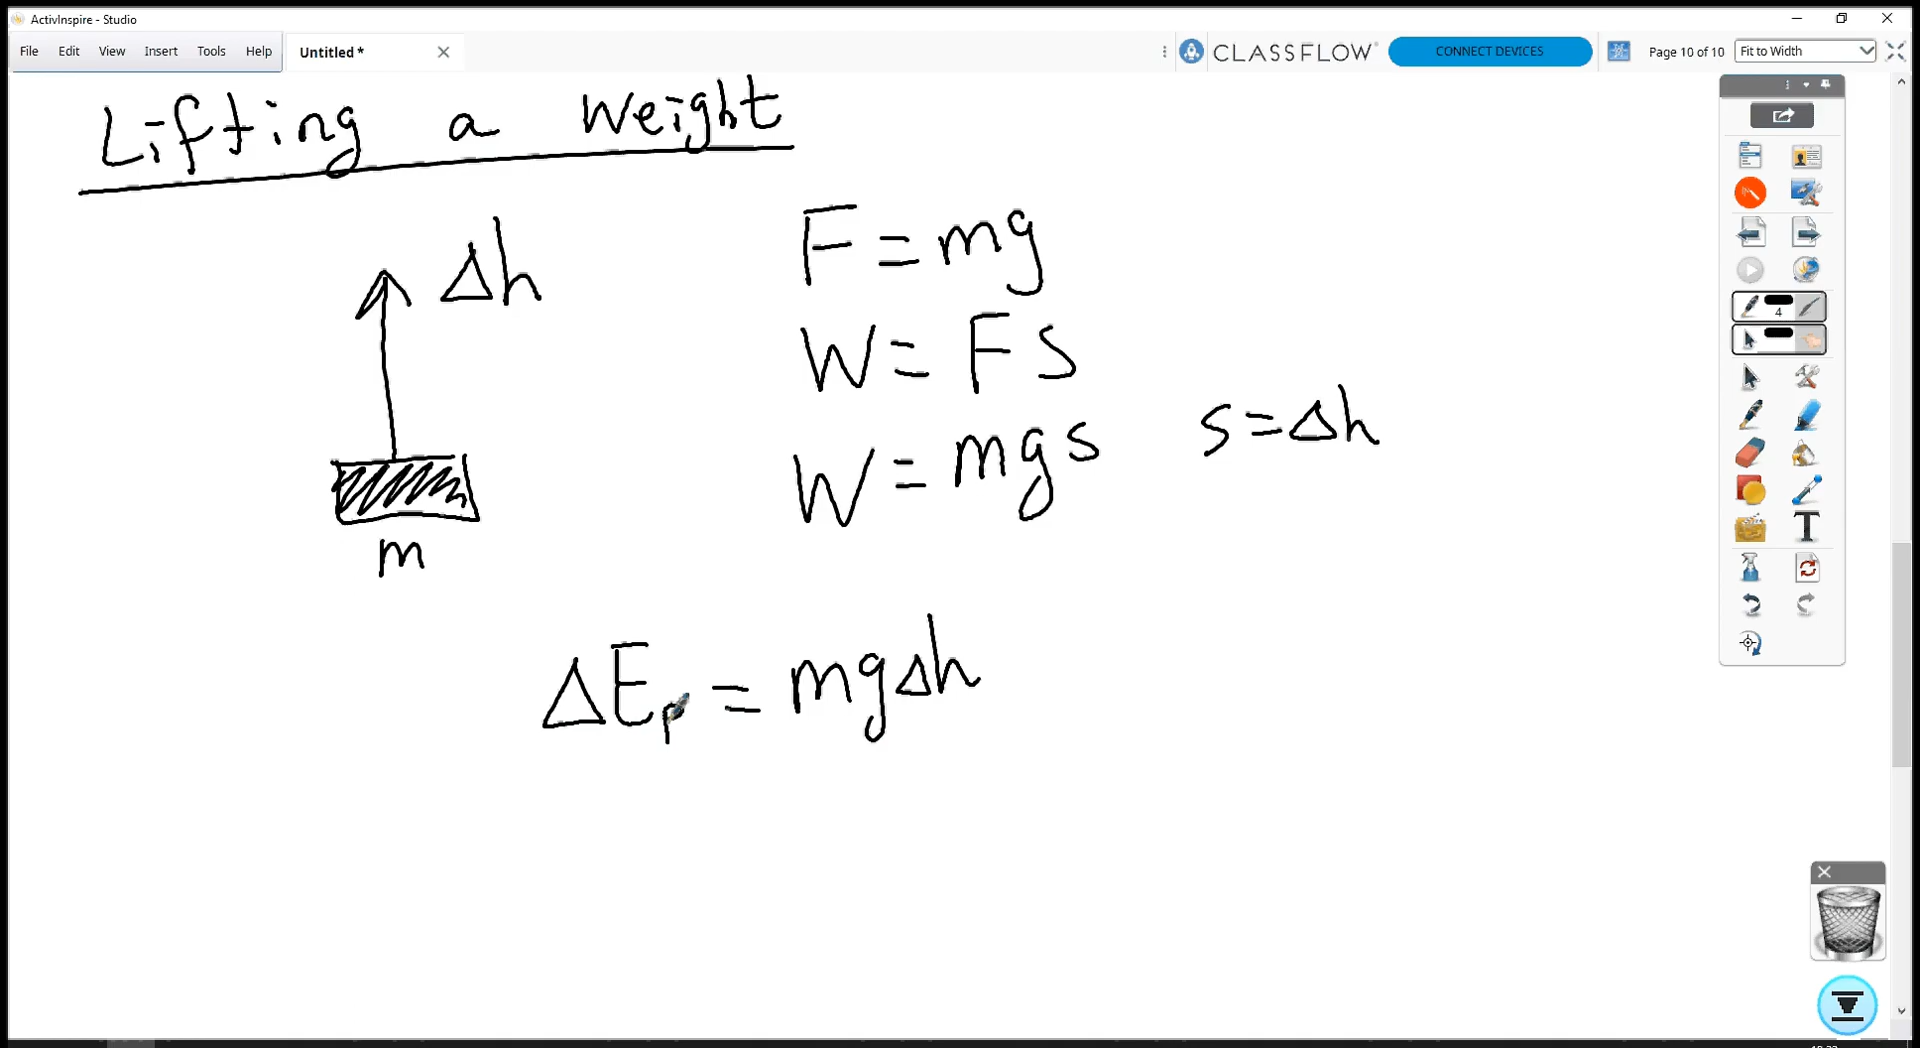 ActivInspire - Studio
File Edit View Insert Tools Help Untitled * CLASSFLOW CONNECT DEVICES Page 10 of 10 Fit to Width
Lifting a Weight
Δh
F = mg
W = Fs
s = Δh
W = mgs
4
m
ΔEp = mgΔh